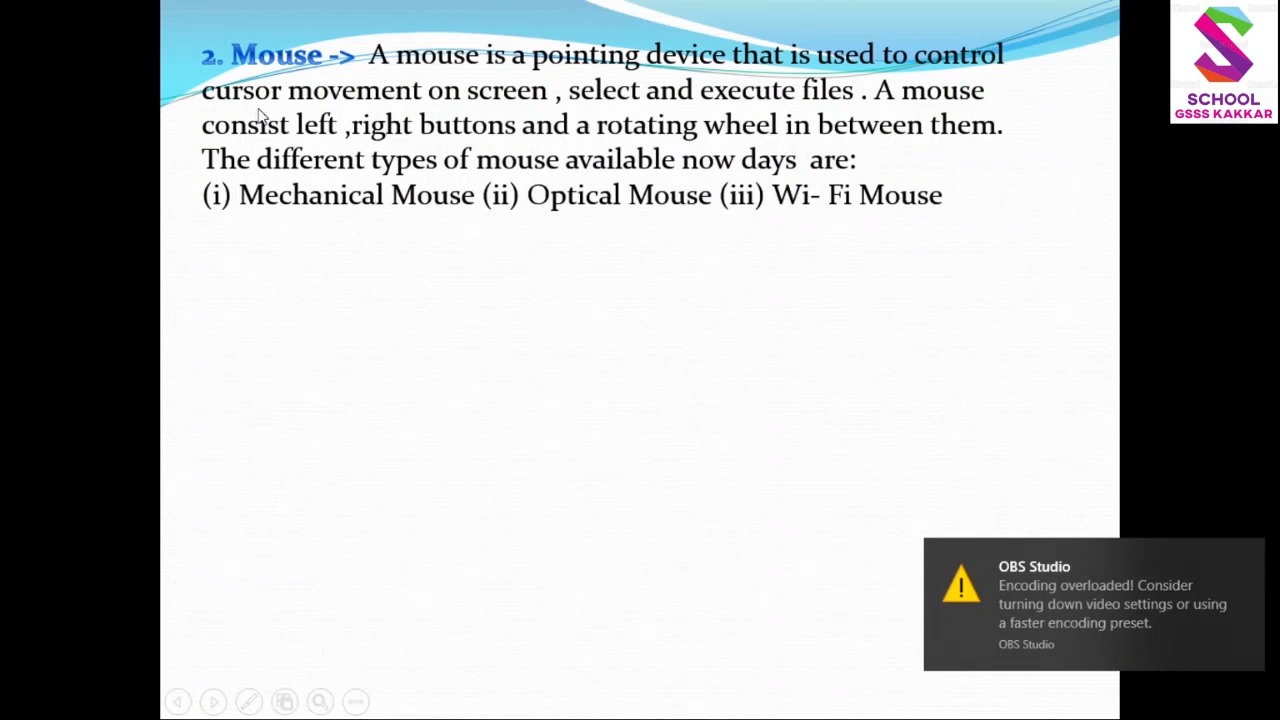 2. Mouse -> A mouse is a pointing device that is used to control
cursor movement on screen , select and execute files . A mouse
consist left ,right buttons and a rotating wheel in between them.
The different types of mouse available now days are:
(i) Mechanical Mouse (ii) Optical Mouse (iii) Wi- Fi Mouse
SCHOOL
GSSS KAKKAR
OBS Studio
Encoding overloaded! Consider
turning down video settings or using
a faster encoding preset.
OBS Studio